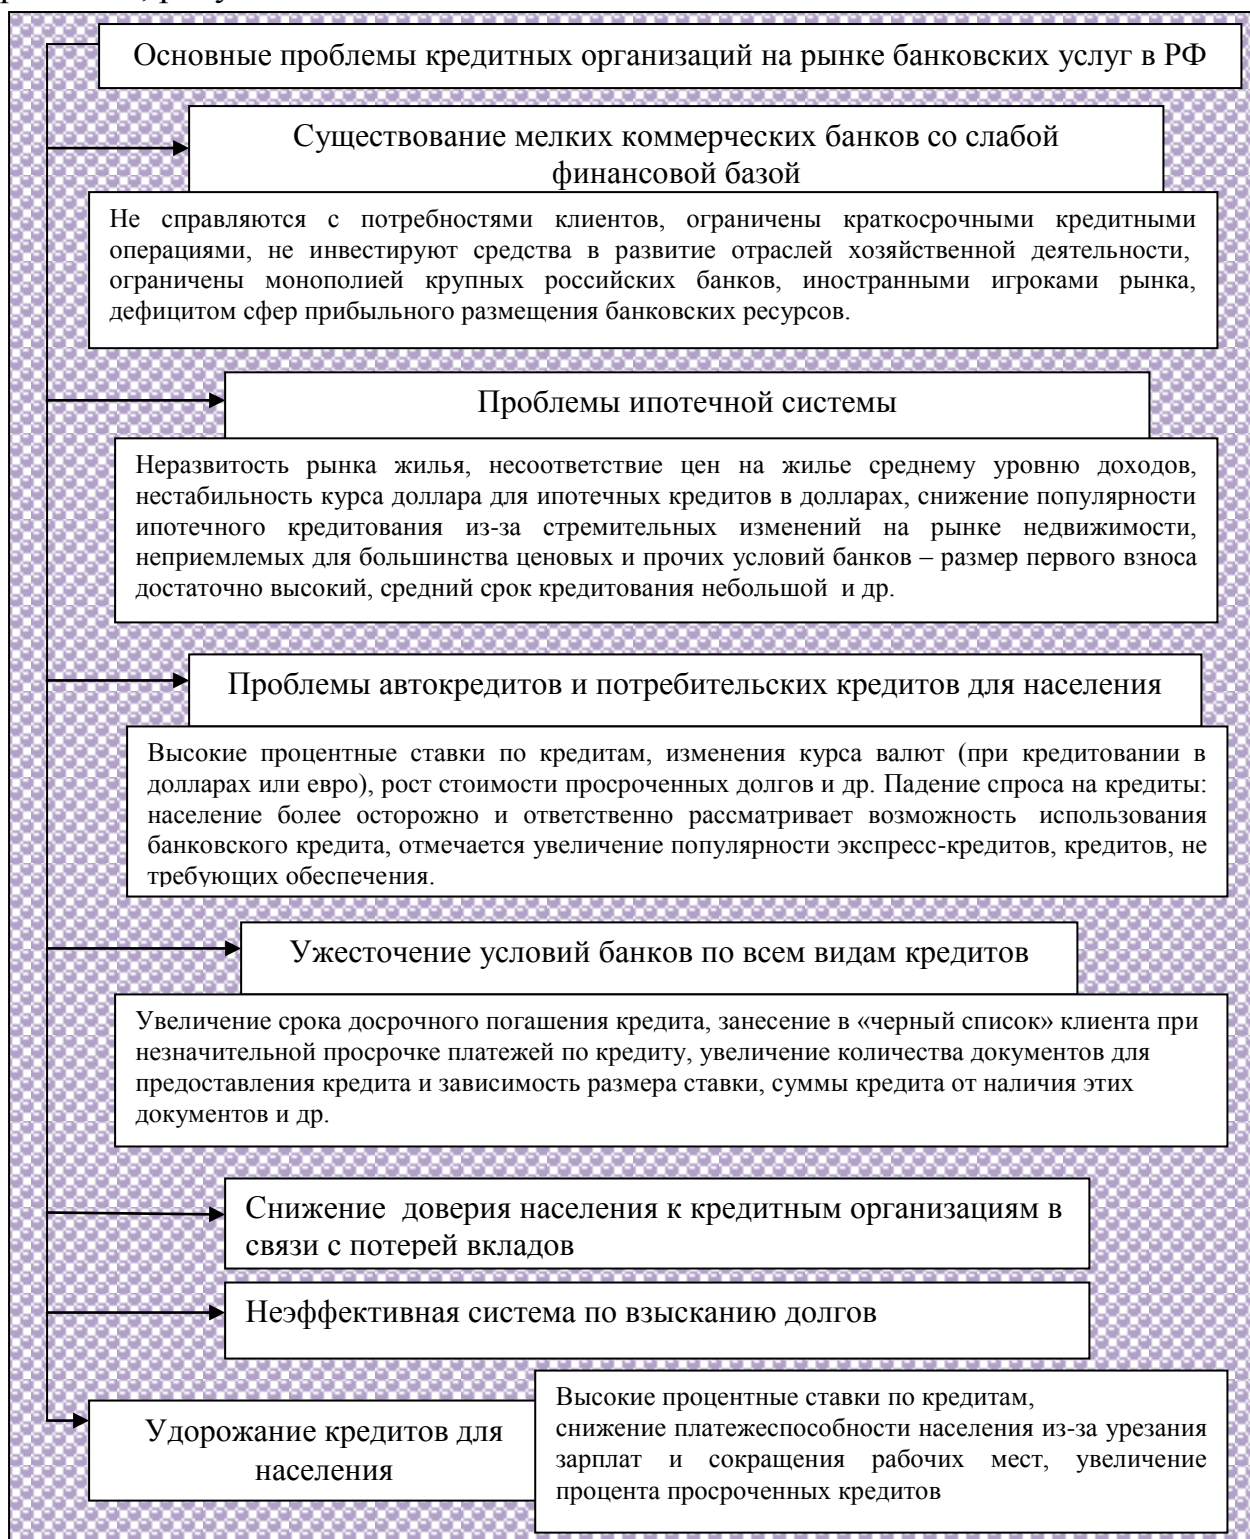 Основные проблемы кредитных организаций на рынке банковских услуг в РФ
Существование мелких коммерческих банков со слабой
финансовой базой
Не справляются с потребностями клиентов, ограничены краткосрочными кредитными
операциями, не инвестируют средства в развитие отраслей хозяйственной деятельности,
ограничены монополией крупных российских банков, иностранными игроками рынка,
дефицитом сфер прибыльного размещения банковских ресурсов.
Проблемы ипотечной системы
Неразвитость рынка жилья, несоответствие цен на жилье среднему уровню доходов,
нестабильность курса доллара для ипотечных кредитов в долларах, снижение популярности
ипотечного кредитования из-за стремительных изменений на рынке недвижимости,
неприемлемых для большинства ценовых и прочих условий банков – размер первого взноса
достаточно высокий, средний срок кредитования небольшой и др.
Проблемы автокредитов и потребительских кредитов для населения
Высокие процентные ставки по кредитам, изменения курса валют (при кредитовании в
долларах или евро), рост стоимости просроченных долгов и др. Падение спроса на кредиты:
население более осторожно и ответственно рассматривает возможность использования
банковского кредита, отмечается увеличение популярности экспресс-кредитов, кредитов, не
требующих обеспечения.
Ужесточение условий банков по всем видам кредитов
Увеличение срока досрочного погашения кредита, занесение в «черный список» клиента при
незначительной просрочке платежей по кредиту, увеличение количества документов для
предоставления кредита и зависимость размера ставки, суммы кредита от наличия этих
документов и др.
Снижение доверия населения к кредитным организациям в
связи с потерей вкладов
Неэффективная система по взысканию долгов
Удорожание кредитов для
населения
Высокие процентные ставки по кредитам,
снижение платежеспособности населения из-за урезания
зарплат и сокращения рабочих мест, увеличение
процента просроченных кредитов